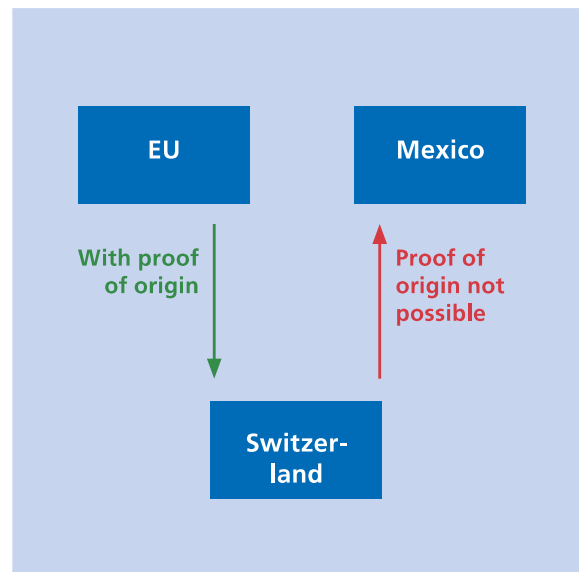 EU
Mexico
With proof
of origin
Proof of
origin not
possible
Switzer-
land